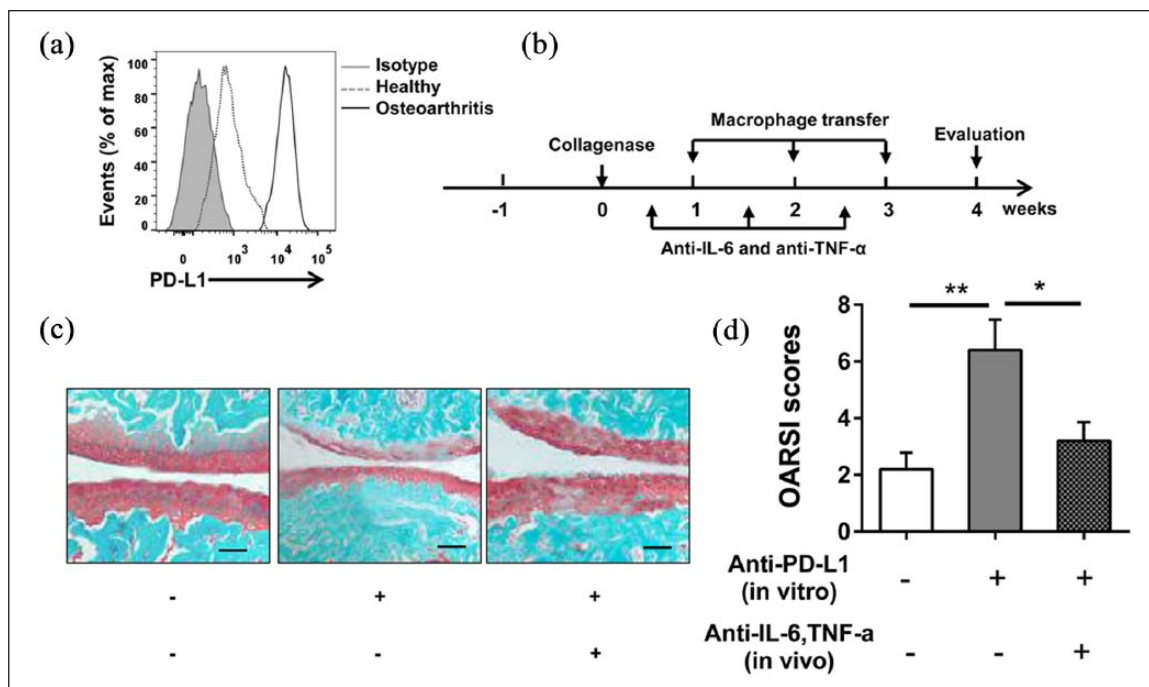 (a)
100
80
60
40
20
0
Events (% of max)
0 10³ 10⁴ 10⁵
PD-L1
Isotype
Healthy
Osteoarthritis
(b)
Collagenase
Macrophage transfer
Evaluation
-1 0 1 2 3 4 weeks
Anti-IL-6 and anti-TNF-α
(c)
- + +
- - +
(d)
OARSI scores
8
6
4
2
0
** *
Anti-PD-L1
(in vitro)
- + +
Anti-IL-6,TNF-a
(in vivo)
- - +